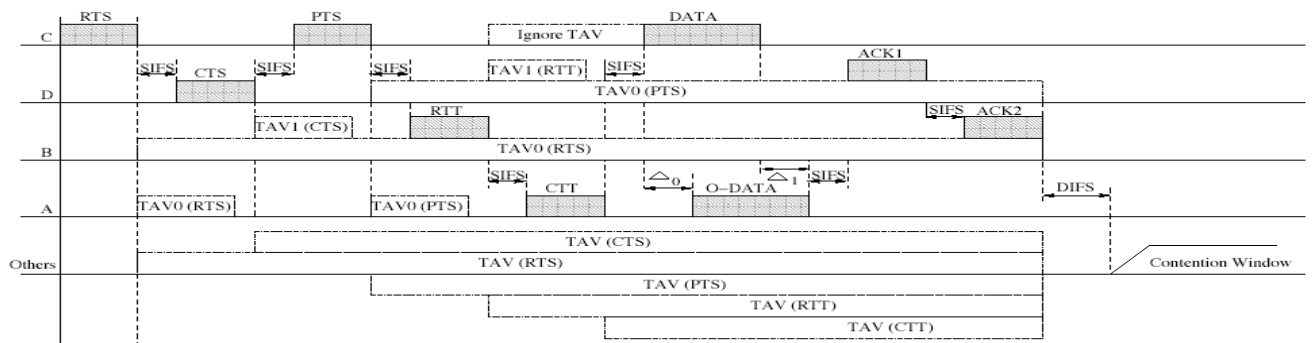 RTS PTS DATA
C Ignore TAV
SIFS CTS SIFS SIFS TAV1 (RTT) SIFS ACK1
D TAV0 (PTS)
TAV1 (CTS) RTT SIFS ACK2
B TAV0 (RTS)
SIFS CTT △0 O-DATA △1 SIFS DIFS
A TAV0 (RTS) TAV0 (PTS)
TAV (CTS)
Others TAV (RTS) Contention Window
TAV (PTS)
TAV (RTT)
TAV (CTT)